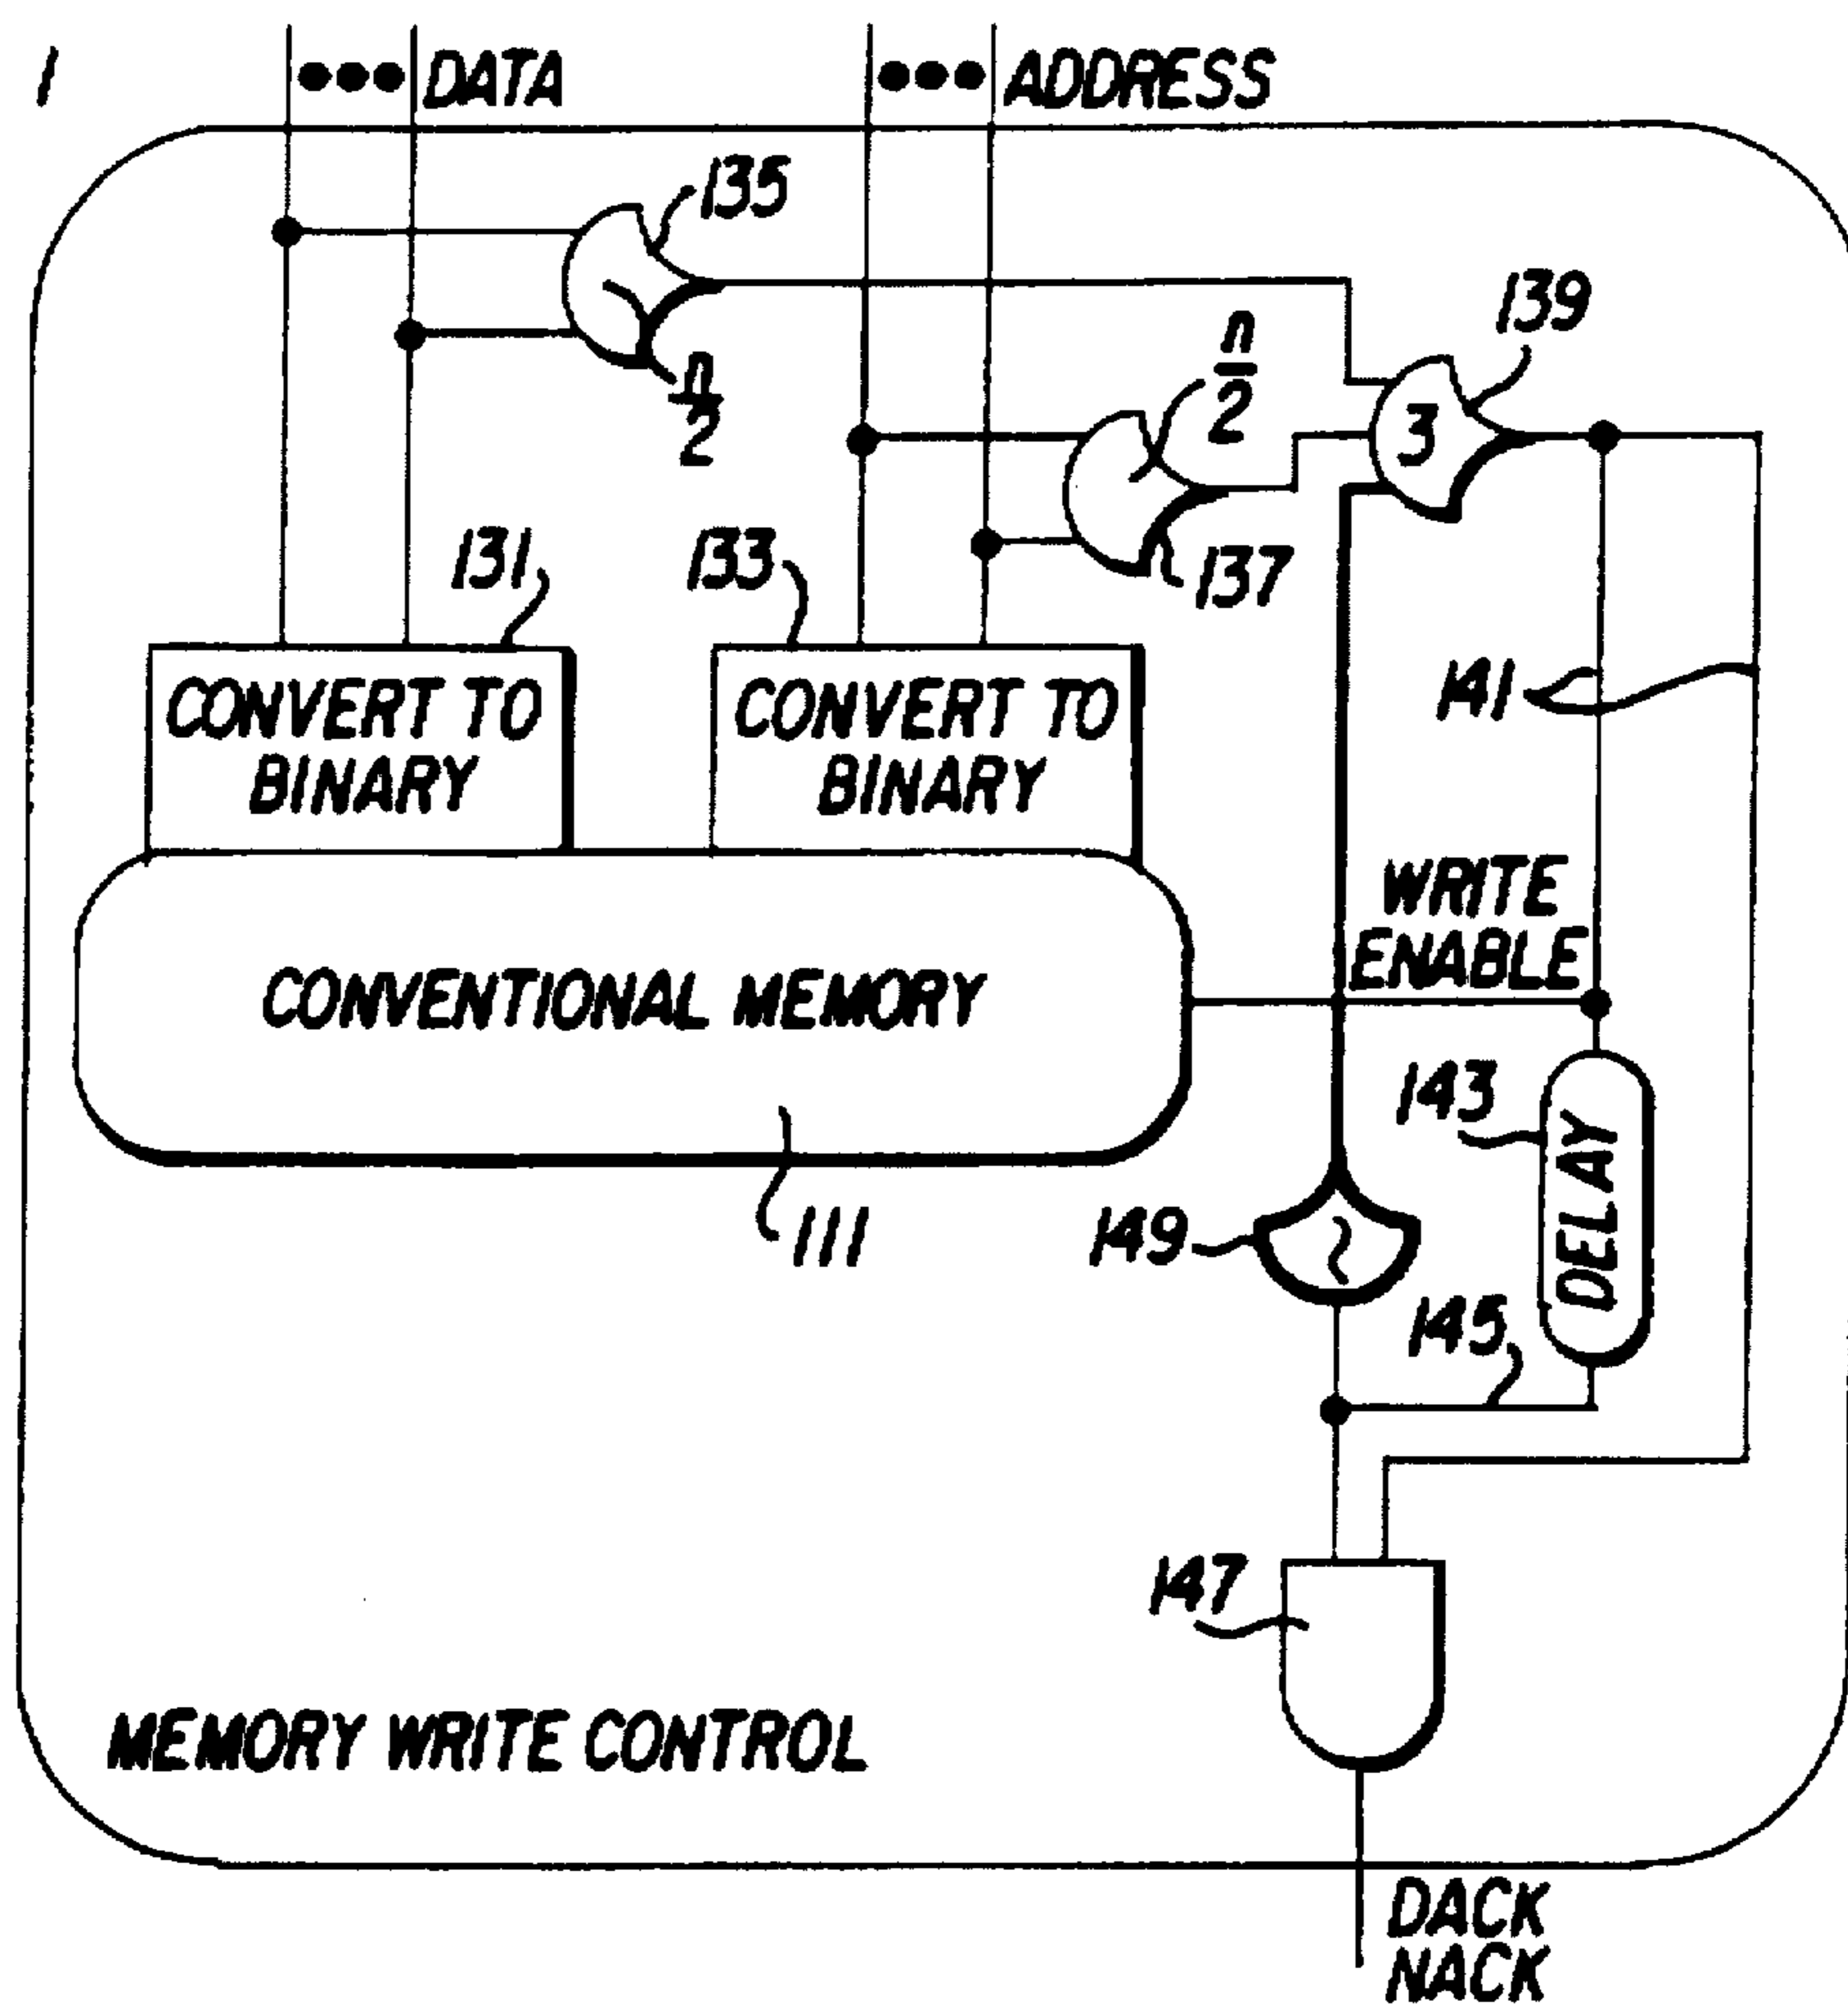 1
DATA
ADDRESS
135
n
2
n
2
139
3
137
131
133
141
CONVERT TO
BINARY
CONVERT TO
BINARY
WRITE
ENABLE
CONVENTIONAL MEMORY
143
DELAY
111
149
145
147
MEMORY WRITE CONTROL
DACK
NACK